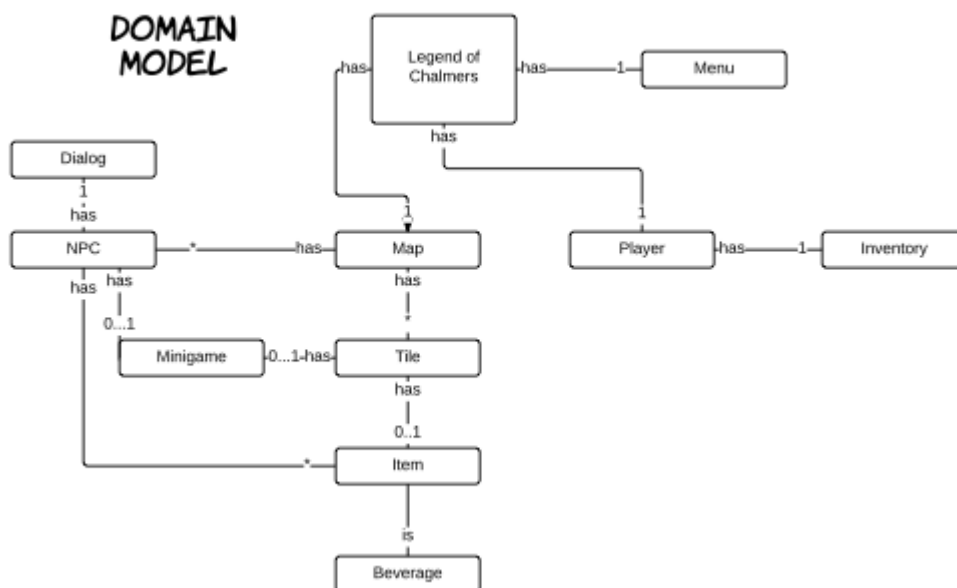 DOMAIN
MODEL
Legend of
Chalmers
has
has
1
Menu
has
Dialog
1
has
1
1
NPC
*
has
Map
Player
has
1
Inventory
has
has
has
0...1
*
Minigame
0...1
has
Tile
has
0..1
*
Item
is
Beverage